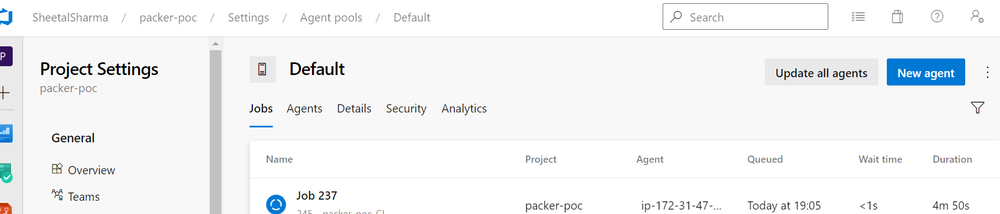 SheetalSharma / packer-poc / Settings / Agent pools / Default
Search
P
Project Settings
packer-poc
General
Overview
Teams
Default
Update all agents
New agent
Jobs Agents Details Security Analytics
Name Project Agent Queued Wait time Duration
Job 237
packer-poc ip-172-31-47-... Today at 19:05 <1s 4m 50s
245 packer-poc-CI